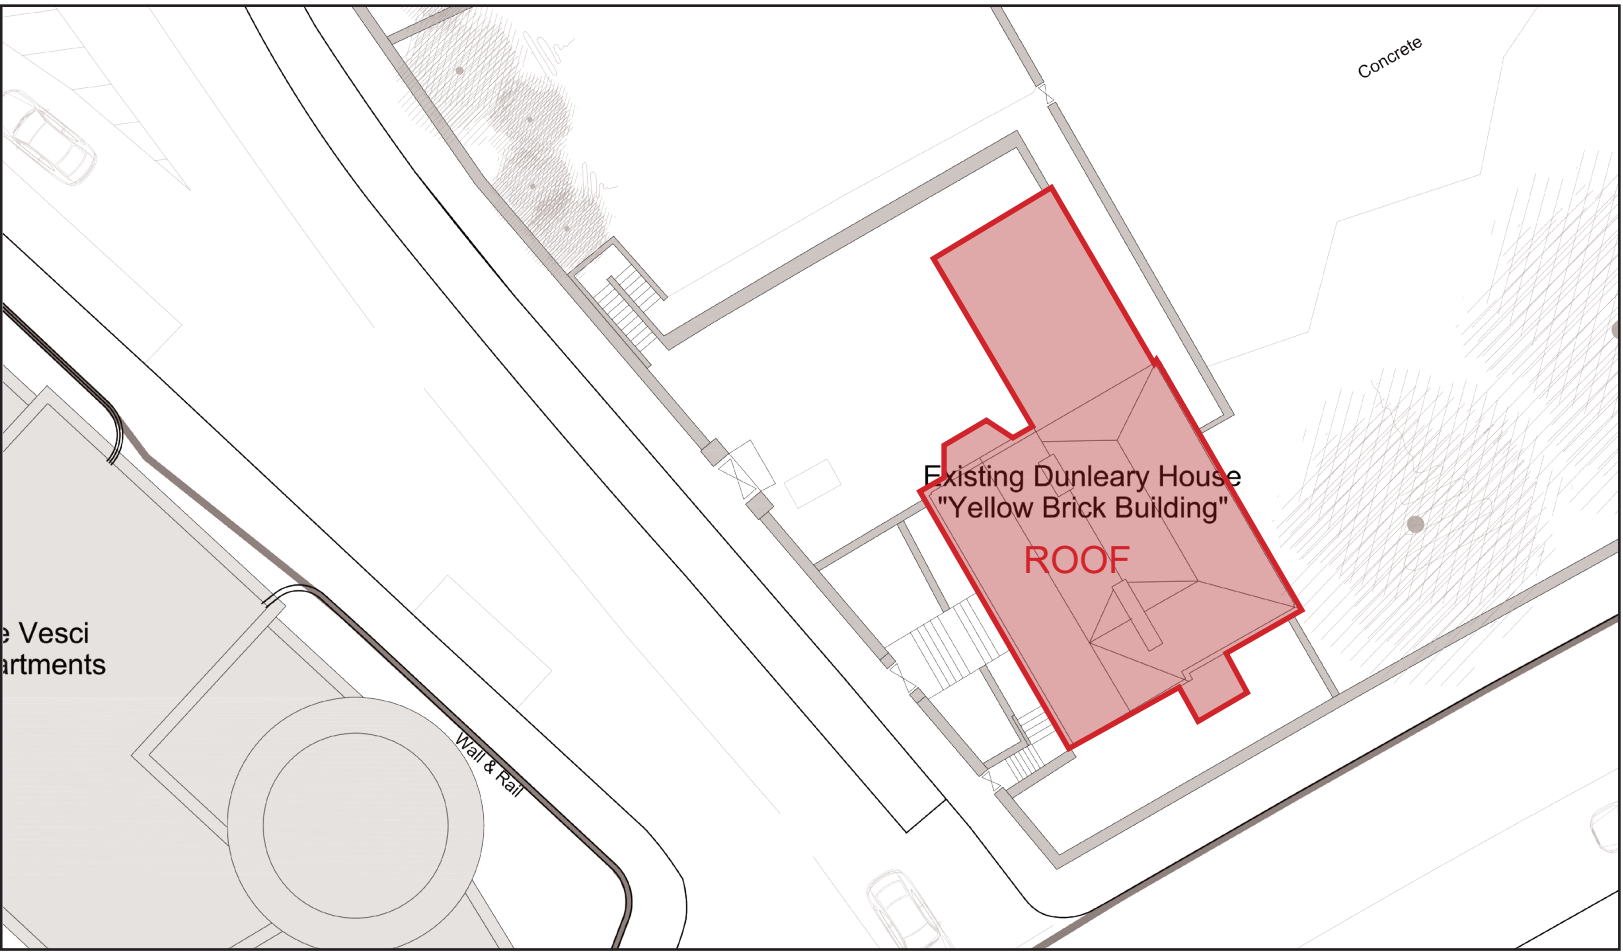 Concrete
Existing Dunleary House
"Yellow Brick Building"
ROOF
e Vesci
artments
Wall & Rail